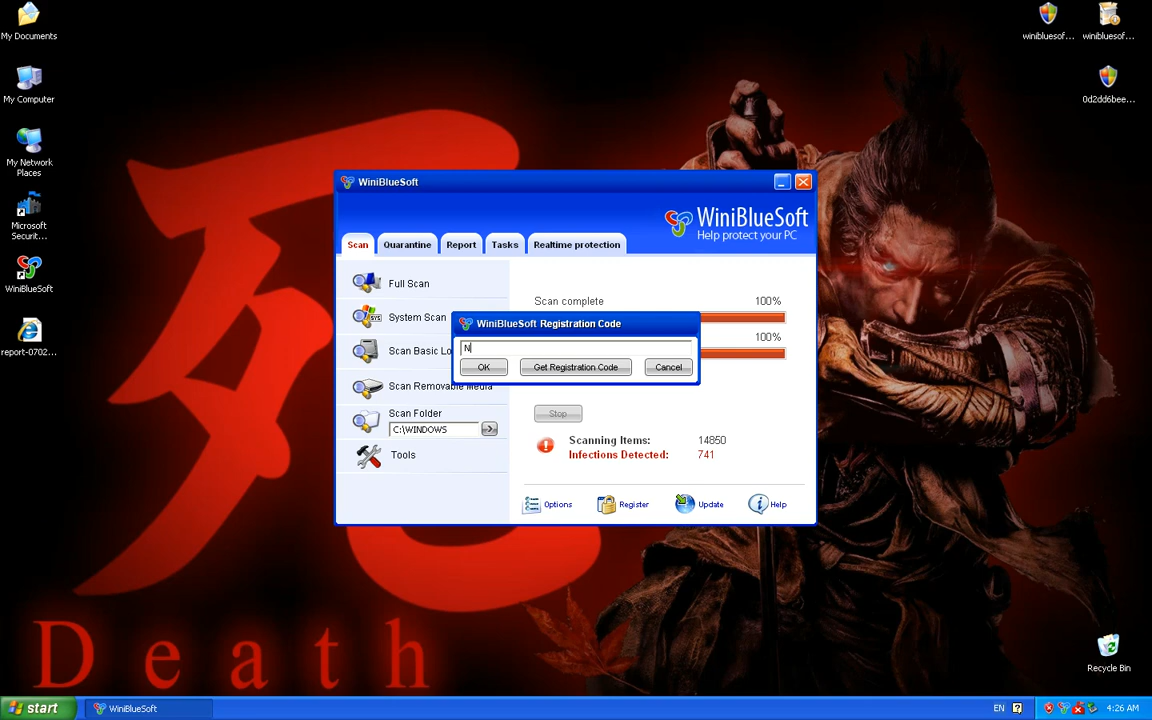 My Documents
My Computer
My Network
Places
Microsoft
Securit...
WiniBlueSoft
report-0702...
winibluesof...
winibluesof...
0d2dd6bee...
Recycle Bin
死
Death
WiniBlueSoft
WiniBlueSoft
Help protect your PC
Scan
Quarantine
Report
Tasks
Realtime protection
Full Scan
System Scan
Scan Basic Lo
Scan Removable Media
Scan Folder
C:\WINDOWS
Tools
Scan complete
100%
100%
WiniBlueSoft Registration Code
N
OK
Get Registration Code
Cancel
Stop
Scanning Items: 14850
Infections Detected: 741
Options
Register
Update
Help
start
WiniBlueSoft
EN
4:26 AM